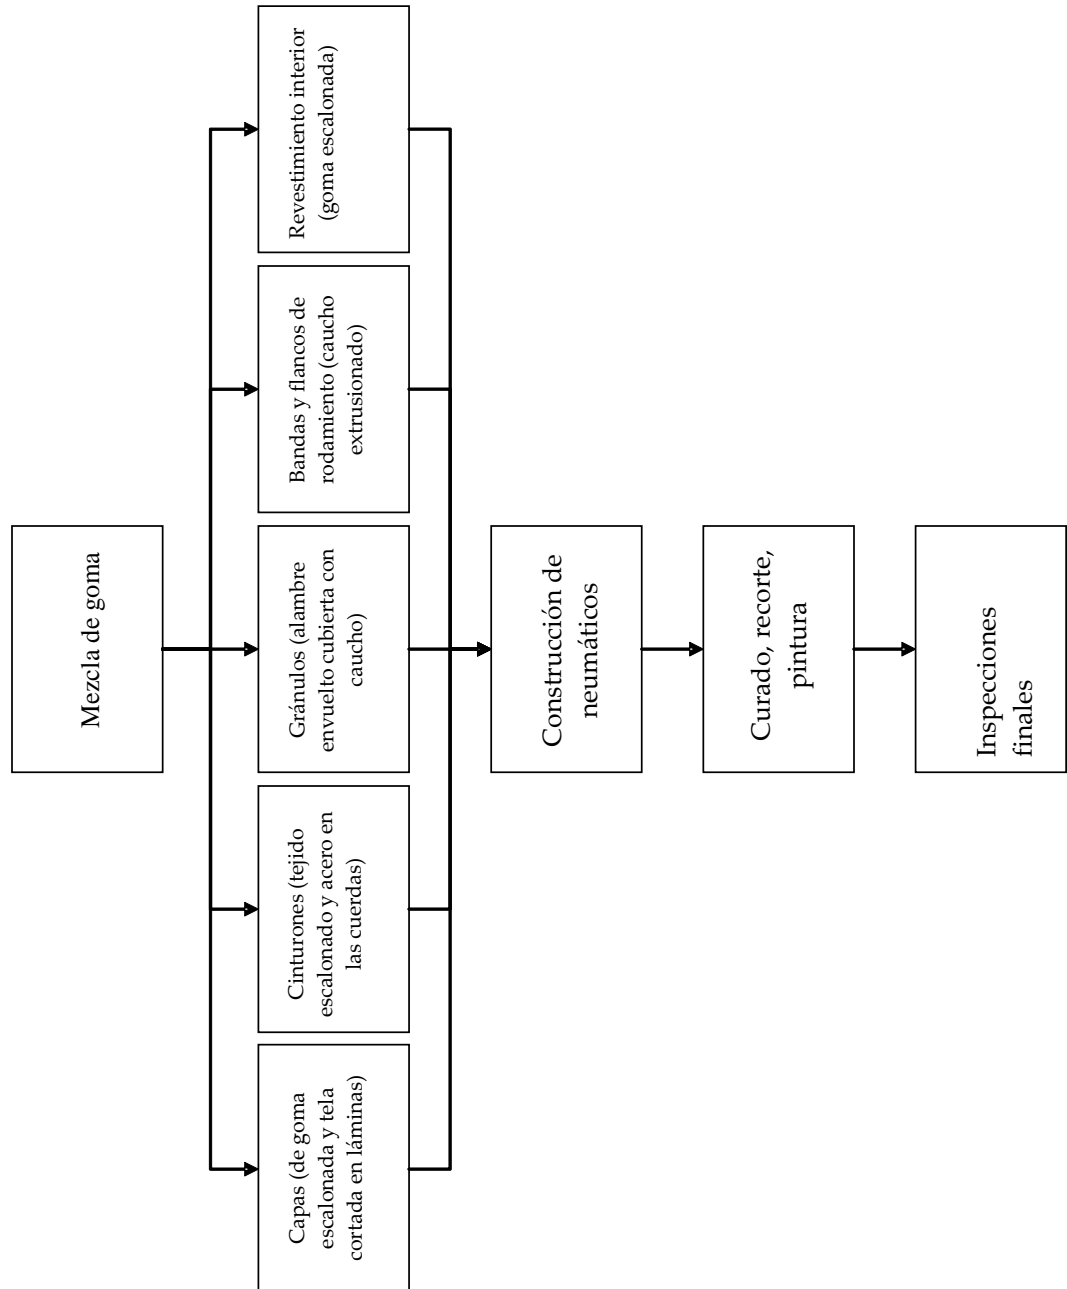 Mezcla de goma
Capas (de goma
escalonada y tela
cortada en láminas)
Cinturones (tejido
escalonado y acero en
las cuerdas)
Gránulos (alambre
envuelto cubierta con
caucho)
Bandas y flancos de
rodamiento (caucho
extrusionado)
Revestimiento interior
(goma escalonada)
Construcción de
neumáticos
Curado, recorte,
pintura
Inspecciones
finales